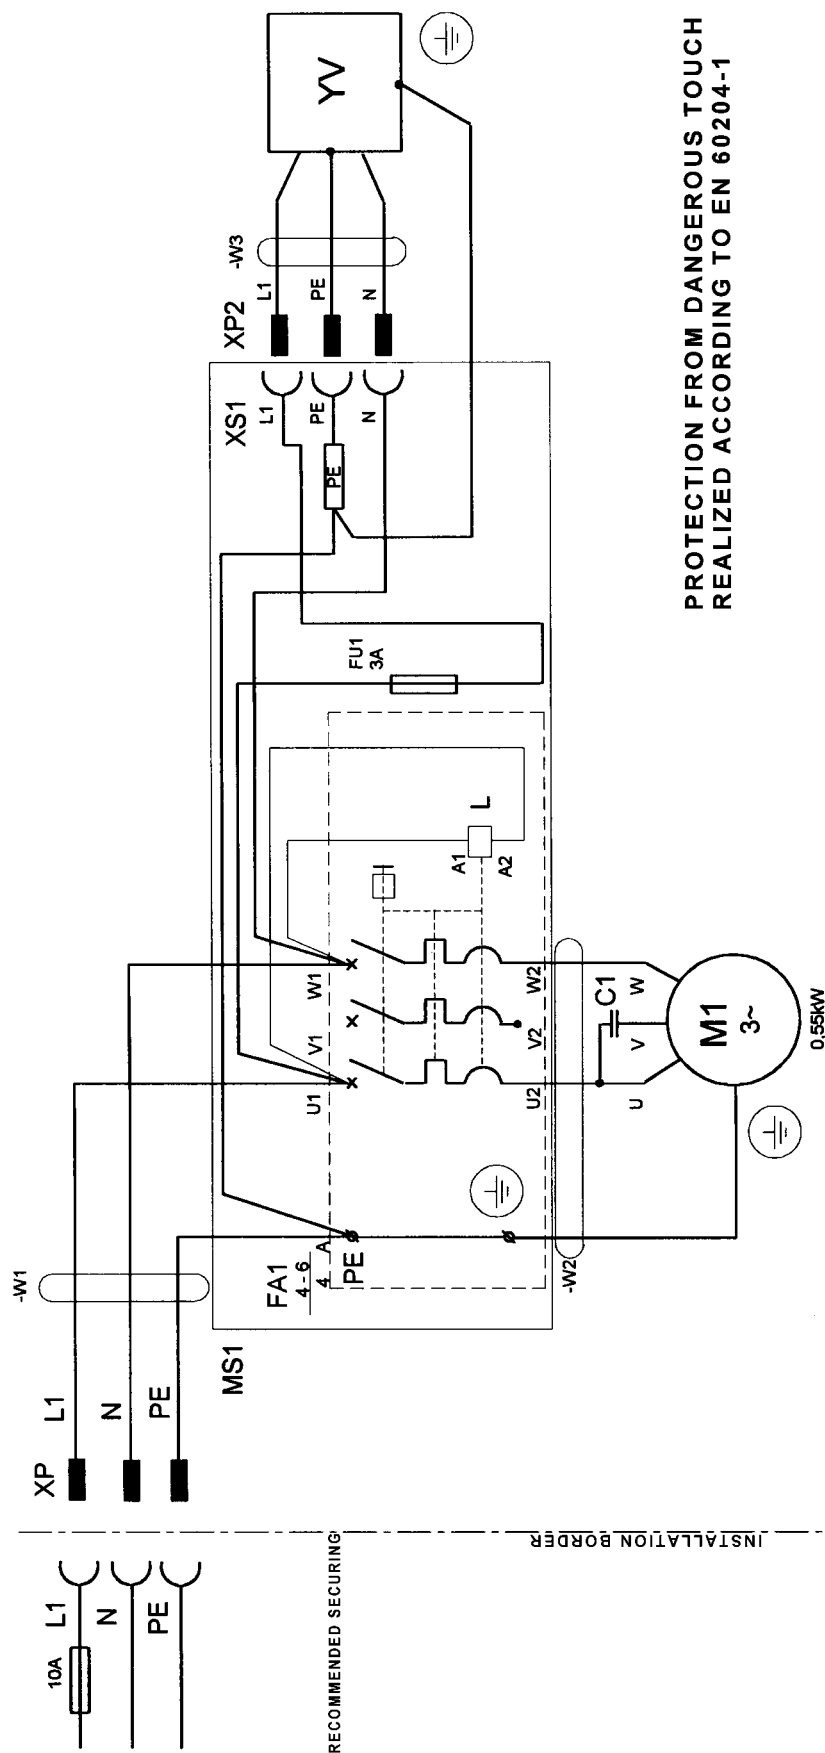 10A
L1
N
PE
RECOMMENDED SECURING
INSTALLATION BORDER
XP
L1
N
PE
-W1
MS1
FA1
4-6
4
A
PE
U1
V1
W1
U2
V2
W2
-W2
A1
A2
L
FU1
3A
U
V
W
C1
M1
3~
0,55kW
XS1
L1
PE
N
PE
XP2
L1
PE
N
-W3
YV
PROTECTION FROM DANGEROUS TOUCH
REALIZED ACCORDING TO EN 60204-1